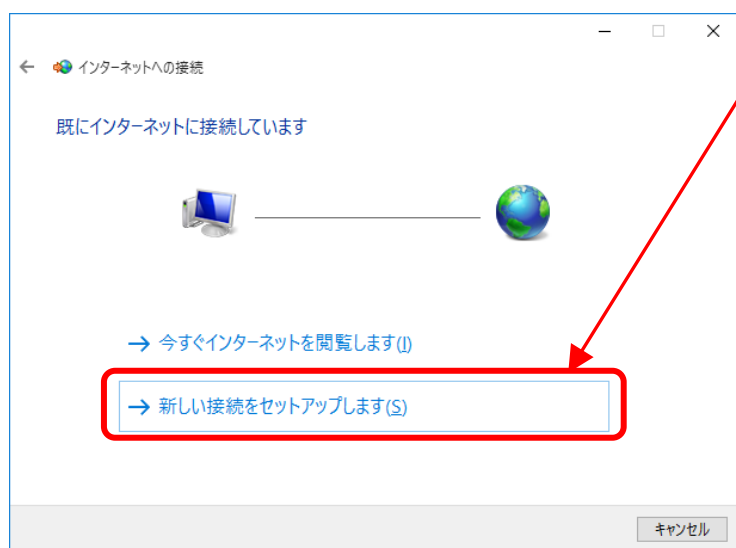 インターネットへの接続
既にインターネットに接続しています
今すぐインターネットを閲覧します(I)
新しい接続をセットアップします(S)
キャンセル